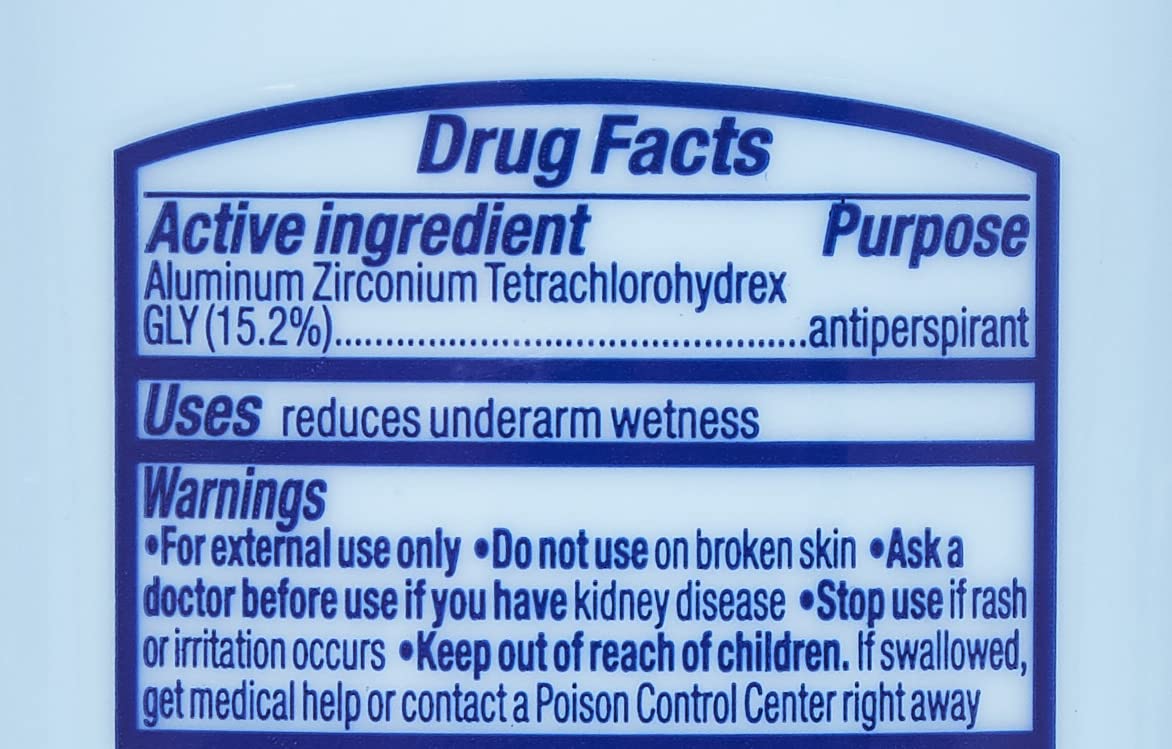 Drug Facts
Active ingredient Purpose
Aluminum Zirconium Tetrachlorohydrex
GLY (15.2%)...............................................antiperspirant
Uses reduces underarm wetness
Warnings
•For external use only •Do not use on broken skin •Ask a
doctor before use if you have kidney disease •Stop use if rash
or irritation occurs •Keep out of reach of children. If swallowed,
get medical help or contact a Poison Control Center right away